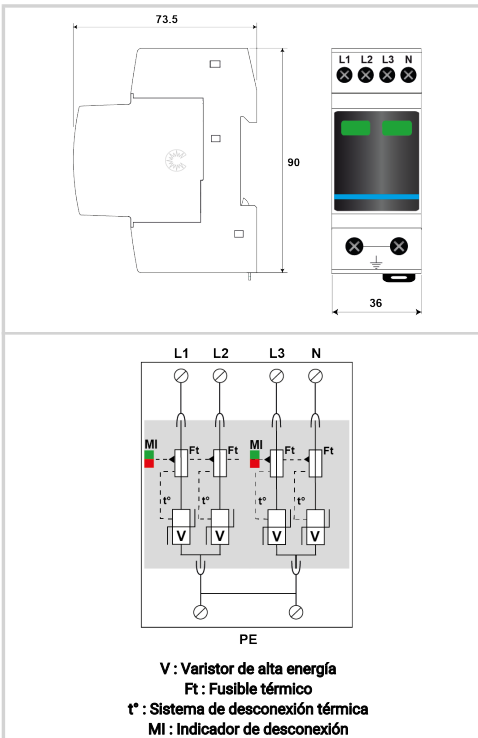 73.5
L1 L2 L3 N
90
36
L1 L2 L3 N
MI Ft Ft MI Ft Ft
t° t° t° t°
V V V V
PE
V : Varistor de alta energía
Ft : Fusible térmico
t° : Sistema de desconexión térmica
MI : Indicador de desconexión